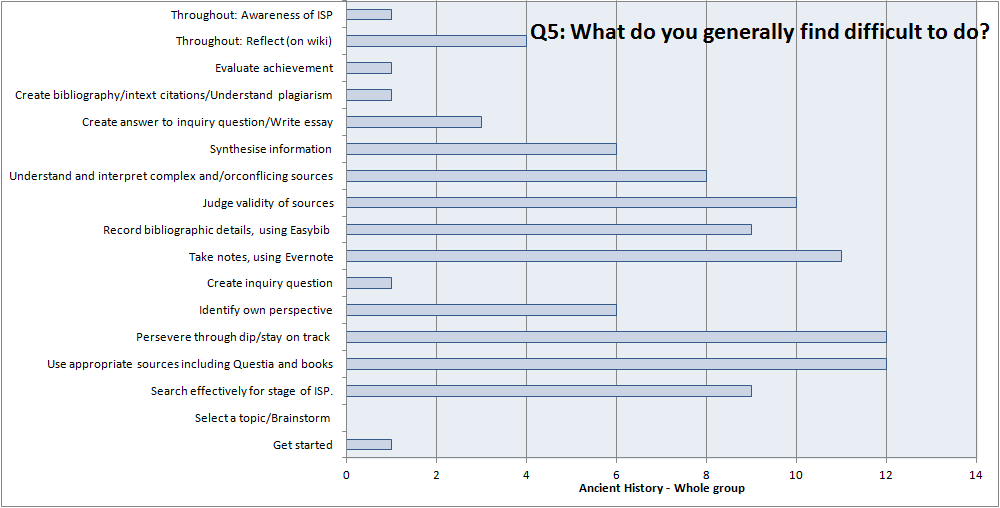 Q5: What do you generally find difficult to do?
Throughout: Awareness of ISP
Throughout: Reflect (on wiki)
Evaluate achievement
Create bibliography/intext citations/Understand plagiarism
Create answer to inquiry question/Write essay
Synthesise information
Understand and interpret complex and/orconflicing sources
Judge validity of sources
Record bibliographic details, using Easybib
Take notes, using Evernote
Create inquiry question
Identify own perspective
Persevere through dip/stay on track
Use appropriate sources including Questia and books
Search effectively for stage of ISP.
Select a topic/Brainstorm
Get started
0 2 4 6 8 10 12 14
Ancient History - Whole group